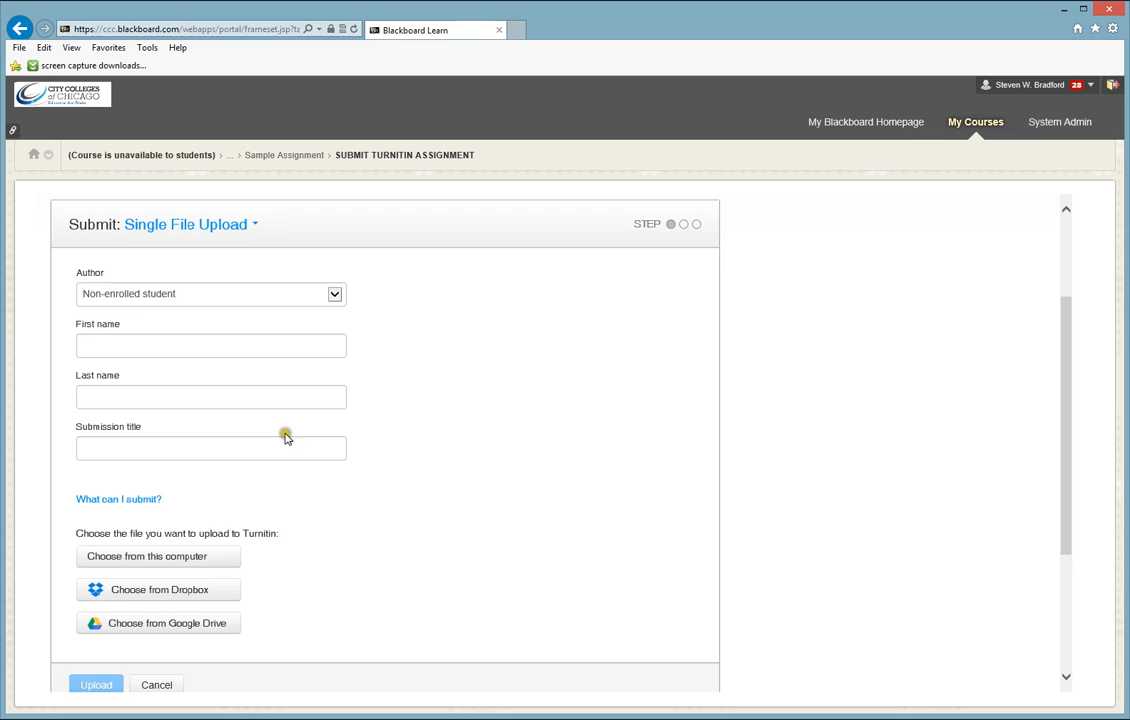 https://ccc.blackboard.com/webapps/portal/frameset.jsp?ta
Blackboard Learn
File Edit View Favorites Tools Help
screen capture downloads...
CITY COLLEGES
of CHICAGO
Steven W. Bradford 28
My Blackboard Homepage My Courses System Admin
(Course is unavailable to students) › ... › Sample Assignment › SUBMIT TURNITIN ASSIGNMENT
Submit: Single File Upload
STEP
Author
Non-enrolled student
First name
Last name
Submission title
What can I submit?
Choose the file you want to upload to Turnitin:
Choose from this computer
Choose from Dropbox
Choose from Google Drive
Upload Cancel